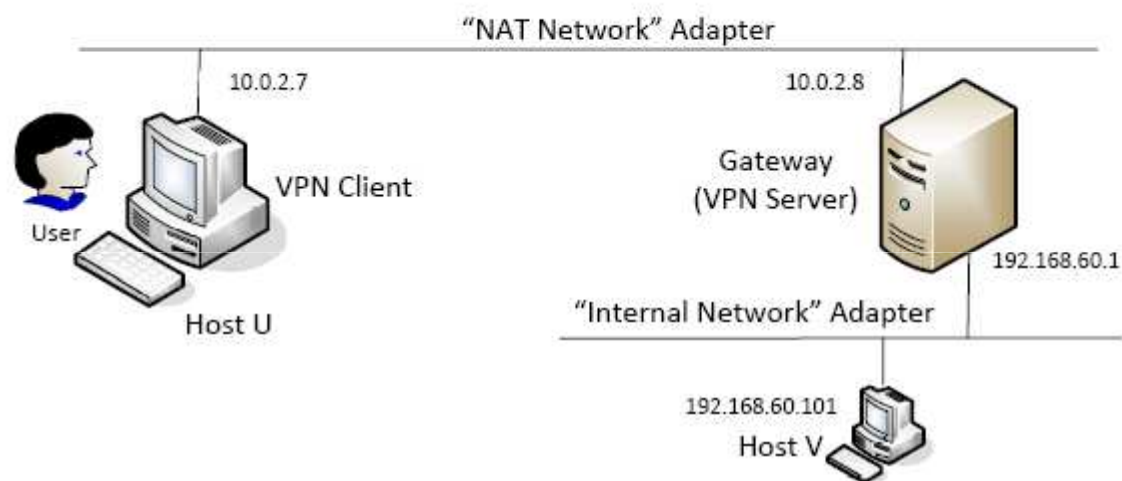 “NAT Network” Adapter
10.0.2.7
10.0.2.8
VPN Client
Gateway
(VPN Server)
User
192.168.60.1
Host U
“Internal Network” Adapter
192.168.60.101
Host V